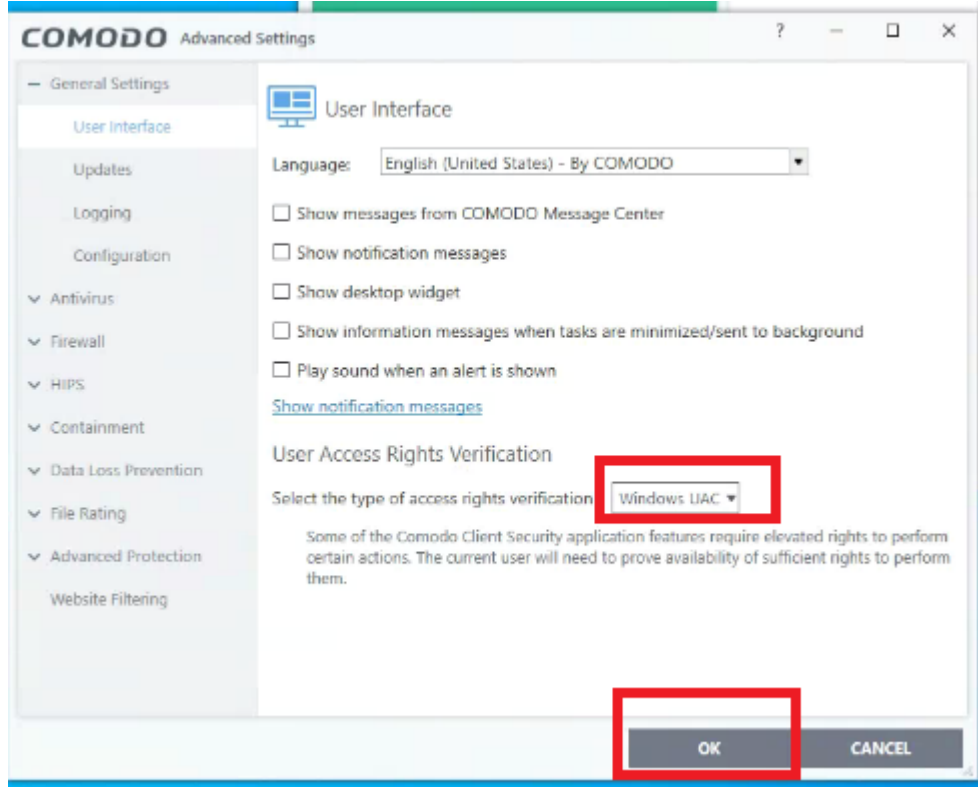 COMODO Advanced Settings ?
General Settings
User Interface
Updates
Logging
Configuration
Antivirus
Firewall
HIPS
Containment
Data Loss Prevention
File Rating
Advanced Protection
Website Filtering
User Interface
Language: English (United States) - By COMODO
Show messages from COMODO Message Center
Show notification messages
Show desktop widget
Show information messages when tasks are minimized/sent to background
Play sound when an alert is shown
Show notification messages
User Access Rights Verification
Select the type of access rights verification Windows UAC
Some of the Comodo Client Security application features require elevated rights to perform
certain actions. The current user will need to prove availability of sufficient rights to perform
them.
OK CANCEL